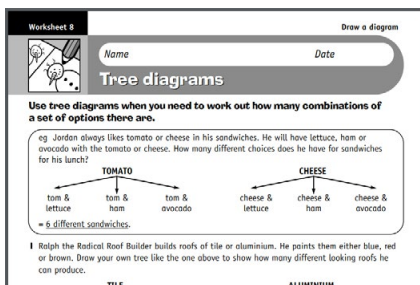 Worksheet 8 Draw a diagram
Name Date
Tree diagrams
Use tree diagrams when you need to work out how many combinations of
a set of options there are.
eg Jordan always likes tomato or cheese in his sandwiches. He will have lettuce, ham or
avocado with the tomato or cheese. How many different choices does he have for sandwiches
for his lunch?
TOMATO CHEESE
tom & tom & tom & cheese & cheese & cheese &
lettuce ham avocado lettuce ham avocado
= 6 different sandwiches.
1 Ralph the Radical Roof Builder builds roofs of tile or aluminium. He paints them either blue, red
or brown. Draw your own tree like the one above to show how many different looking roofs he
can produce.
TILE ALUMINIUM